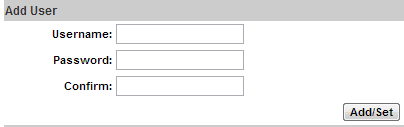 Add User
Username:
Password:
Confirm:
Add/Set